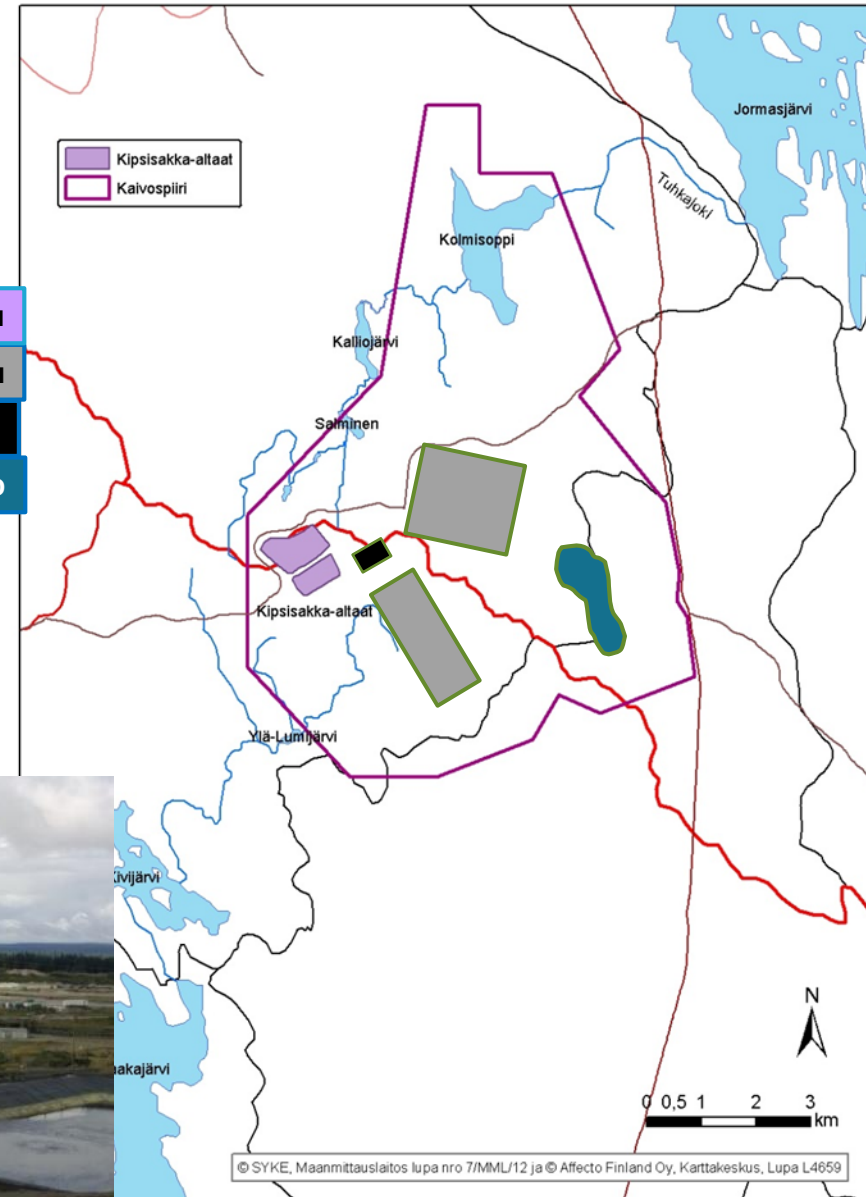 Jormasjärvi
Kipsisakka-altaat
Kaivospiiri
Tuhkajoki
Kolmisoppi
Kalliojärvi
Salminen
Kipsisakka-altaat
Ylä-Lumijärvi
Kivijärvi
N
0 0,5 1 2 3
km
© SYKE, Maanmittauslaitos lupa nro 7/MML/12 ja © Affecto Finland Oy, Karttakeskus, Lupa L4659